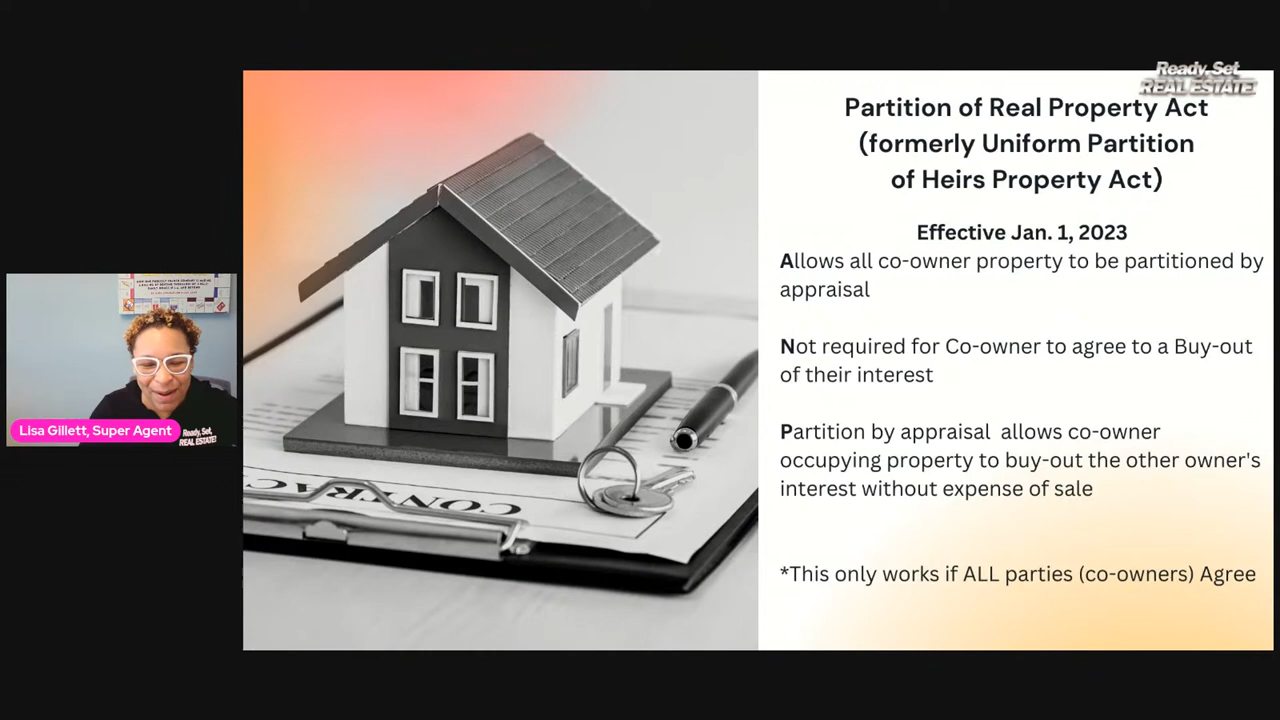 Ready, Set,
REAL ESTATE!
Partition of Real Property Act
(formerly Uniform Partition
of Heirs Property Act)
Effective Jan. 1, 2023
Allows all co-owner property to be partitioned by
appraisal
Not required for Co-owner to agree to a Buy-out
of their interest
Partition by appraisal allows co-owner
occupying property to buy-out the other owner's
interest without expense of sale
*This only works if ALL parties (co-owners) Agree
CONTRAC
Lisa Gillett, Super Agent
Ready, Set,
REAL ESTATE!